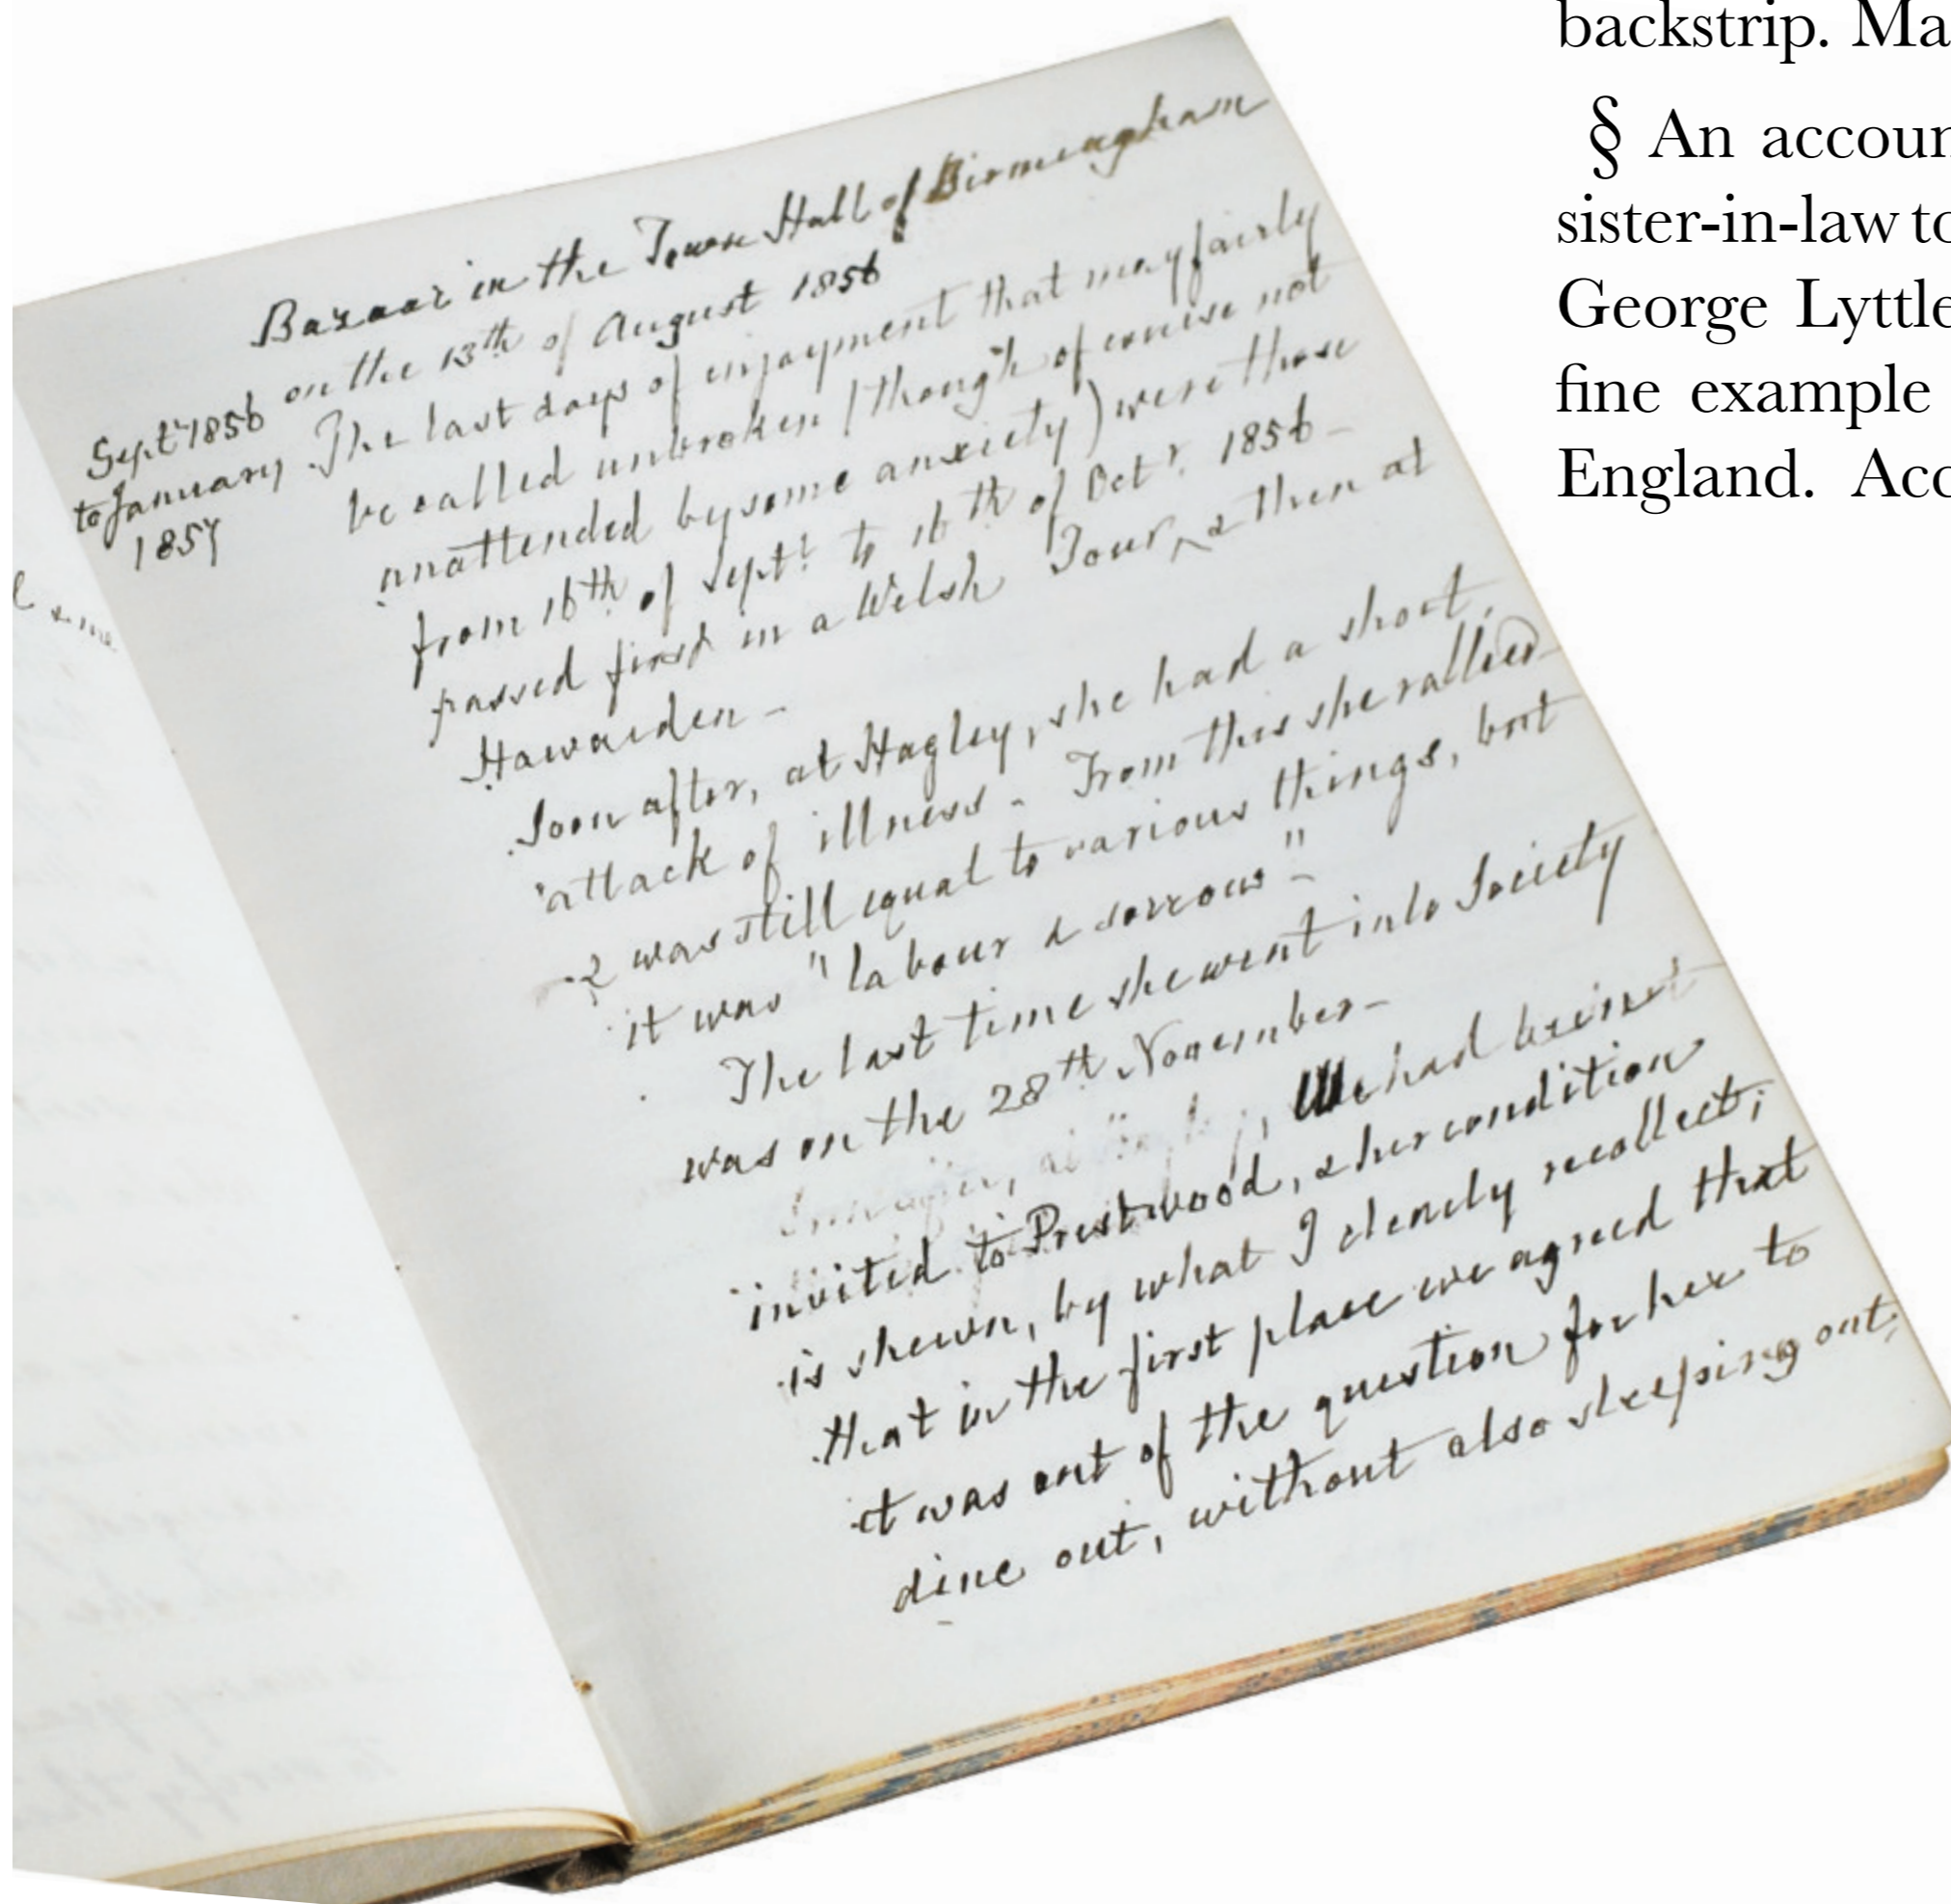 Bazaar in the Town Hall of Birmingham
on the 13th of August 1856
Sept. 1856
to January
1857
The last days of enjoyment that may fairly
be called unbroken (though of course not
unattended by some anxiety) were those
from 16th of Sept. to 16th of Octr. 1856 -
passed first in a Welsh Tour, & then at
Hawarden -
Soon after, at Hagley, she had a short
attack of illness - From this she rallied
& was still equal to various things, but
it was "labour & sorrow" -
The last time she went into Society
was on the 28th November -
Soon after, at We had
invited to Prestwood, & her condition
is shewn, by what I clearly recollect;
that in the first place we agreed that
it was out of the question for her to
dine out, without also sleeping out;
backstrip. Ma
§ An accoun
sister-in-law to
George Lyttle
fine example
England. Acc